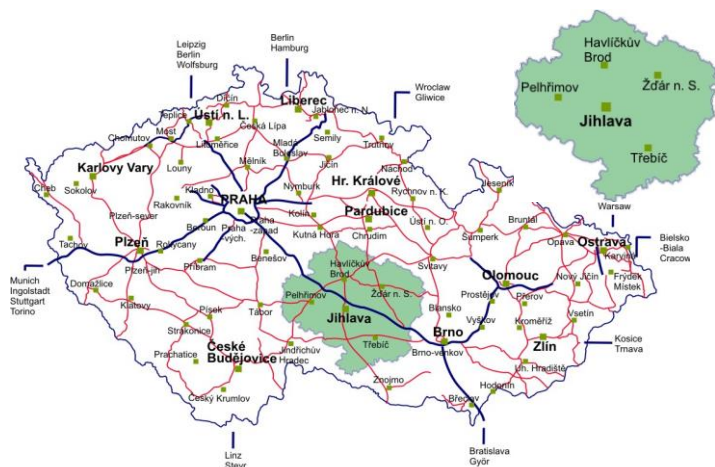 Leipzig
Berlin
Wolfsburg
Berlin
Hamburg
Wroclaw
Gliwice
Havlíčkův
Brod
Pelhřimov
Žďár n. S.
Jihlava
Třebíč
Děčín
Liberec
Jablonec n. N.
Teplice
Ústí n. L.
Most
Česká Lípa
Semily
Chomutov
Litoměřice
Mladá
Boleslav
Trutnov
Jičín
Karlovy Vary
Louny
Mělník
Náchod
Cheb
Sokolov
Kladno
Nymburk
Hr. Králové
Jeseník
Rakovník
PRAHA
Rychnov n. K.
Warsaw
Plzeň-sever
Kolín
Pardubice
Beroun
Praha
-vých.
Praha
-západ
Ústí n. O.
Bruntál
Tachov
Plzeň
Rokycany
Kutná Hora
Chrudim
Šumperk
Opava
Ostrava
Karviná
Bielsko
-Biala
Cracow
Plzeň-jih
Příbram
Benešov
Svitavy
Munich
Ingolstadt
Stuttgart
Torino
Domažlice
Havlíčkův
Brod
Olomouc
Nový Jičín
Frýdek
Místek
Klatovy
Písek
Tábor
Pelhřimov
Žďár n. S.
Prostějov
Přerov
Strakonice
Jihlava
Blansko
Vyškov
Kroměříž
Vsetín
Prachatice
České
Budějovice
Jindřichův
Hradec
Třebíč
Brno
Brno-venkov
Zlín
Kosice
Trnava
Uh. Hradiště
Český Krumlov
Znojmo
Hodonín
Břeclav
Linz
Steyr
Bratislava
Györ